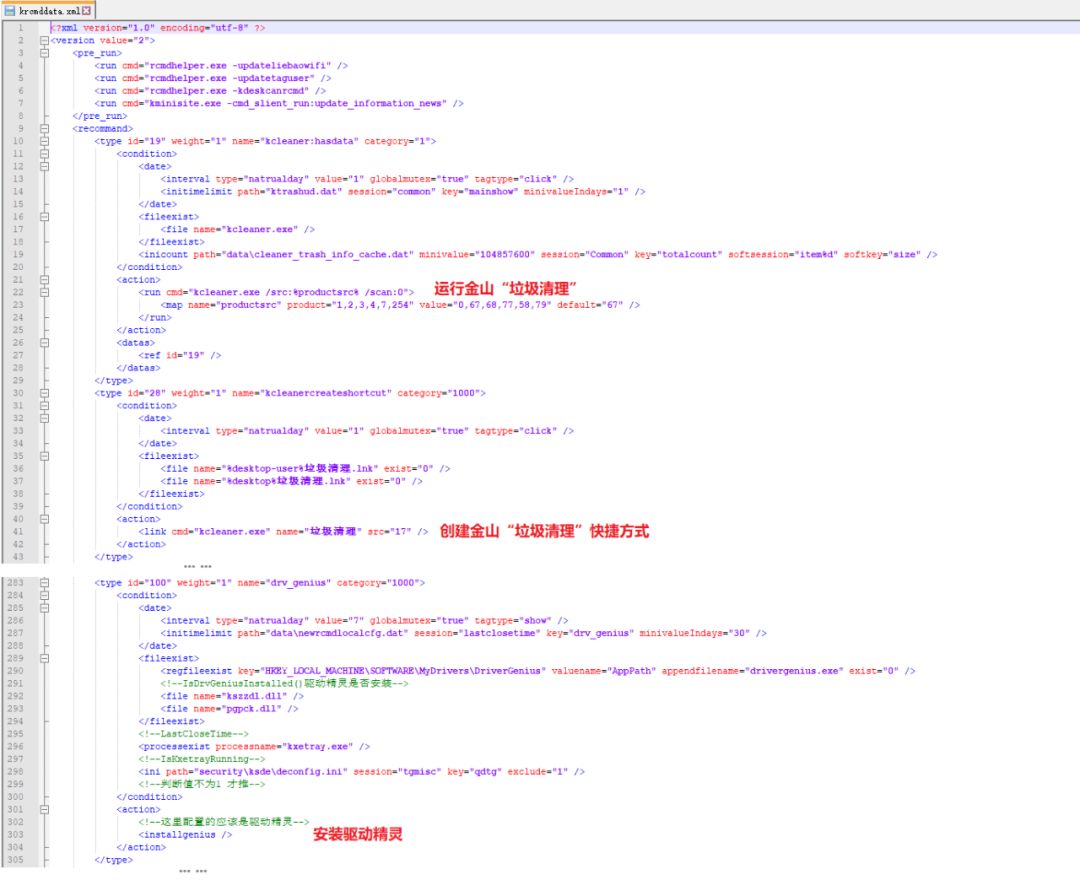 krcmddata.xml
1 <?xml version="1.0" encoding="utf-8" ?>
2 <version value="2">
3 <pre_run>
4 <run cmd="rcmdhelper.exe -updateliebaowifi" />
5 <run cmd="rcmdhelper.exe -updatetaguser" />
6 <run cmd="rcmdhelper.exe -kdeskcanrcmd" />
7 <run cmd="kminisite.exe -cmd_slient_run:update_information_news" />
8 </pre_run>
9 <recommand>
10 <type id="19" weight="1" name="kcleaner:hasdata" category="1">
11 <condition>
12 <date>
13 <interval type="natrualday" value="1" globalmutex="true" tagtype="click" />
14 <initimelimit path="ktrashud.dat" session="common" key="mainshow" minivalueIndays="1" />
15 </date>
16 <fileexist>
17 <file name="kcleaner.exe" />
18 </fileexist>
19 <inicount path="data\cleaner_trash_info_cache.dat" minivalue="104857600" session="Common" key="totalcount" softsession="item%d" softkey="size" />
20 </condition>
21 <action>
22 <run cmd="kcleaner.exe /src:%productsrc% /scan:0"> 运行金山“垃圾清理”
23 <map name="productsrc" product="1,2,3,4,7,254" value="0,67,68,77,58,79" default="67" />
24 </run>
25 </action>
26 <datas>
27 <ref id="19" />
28 </datas>
29 </type>
30 <type id="28" weight="1" name="kcleanercreateshortcut" category="1000">
31 <condition>
32 <date>
33 <interval type="natrualday" value="1" globalmutex="true" tagtype="click" />
34 </date>
35 <fileexist>
36 <file name="%desktop-user%垃圾清理.lnk" exist="0" />
37 <file name="%desktop%垃圾清理.lnk" exist="0" />
38 </fileexist>
39 </condition>
40 <action>
41 <link cmd="kcleaner.exe" name="垃圾清理" src="17" /> 创建金山“垃圾清理”快捷方式
42 </action>
43 </type>
... ...
283 <type id="100" weight="1" name="drv_genius" category="1000">
284 <condition>
285 <date>
286 <interval type="natrualday" value="7" globalmutex="true" tagtype="show" />
287 <initimelimit path="data\newrcmdlocalcfg.dat" session="lastclosetime" key="drv_genius" minivalueIndays="30" />
288 </date>
289 <fileexist>
290 <regfileexist key="HKEY_LOCAL_MACHINE\SOFTWARE\MyDrivers\DriverGenius" valuename="AppPath" appendfilename="drivergenius.exe" exist="0" />
291 <!--IsDrvGeniusInstalled()驱动精灵是否安装-->
292 <file name="kszzdl.dll" />
293 <file name="pgpck.dll" />
294 </fileexist>
295 <!--LastCloseTime-->
296 <processexist processname="kxetray.exe" />
297 <!--IsKxetrayRunning-->
298 <ini path="security\ksde\deconfig.ini" session="tgmisc" key="qdtg" exclude="1" />
299 <!--判断值不为1 才推-->
300 </condition>
301 <action>
302 <!--这里配置的应该是驱动精灵-->
303 <installgenius /> 安装驱动精灵
304 </action>
305 </type>
... ...